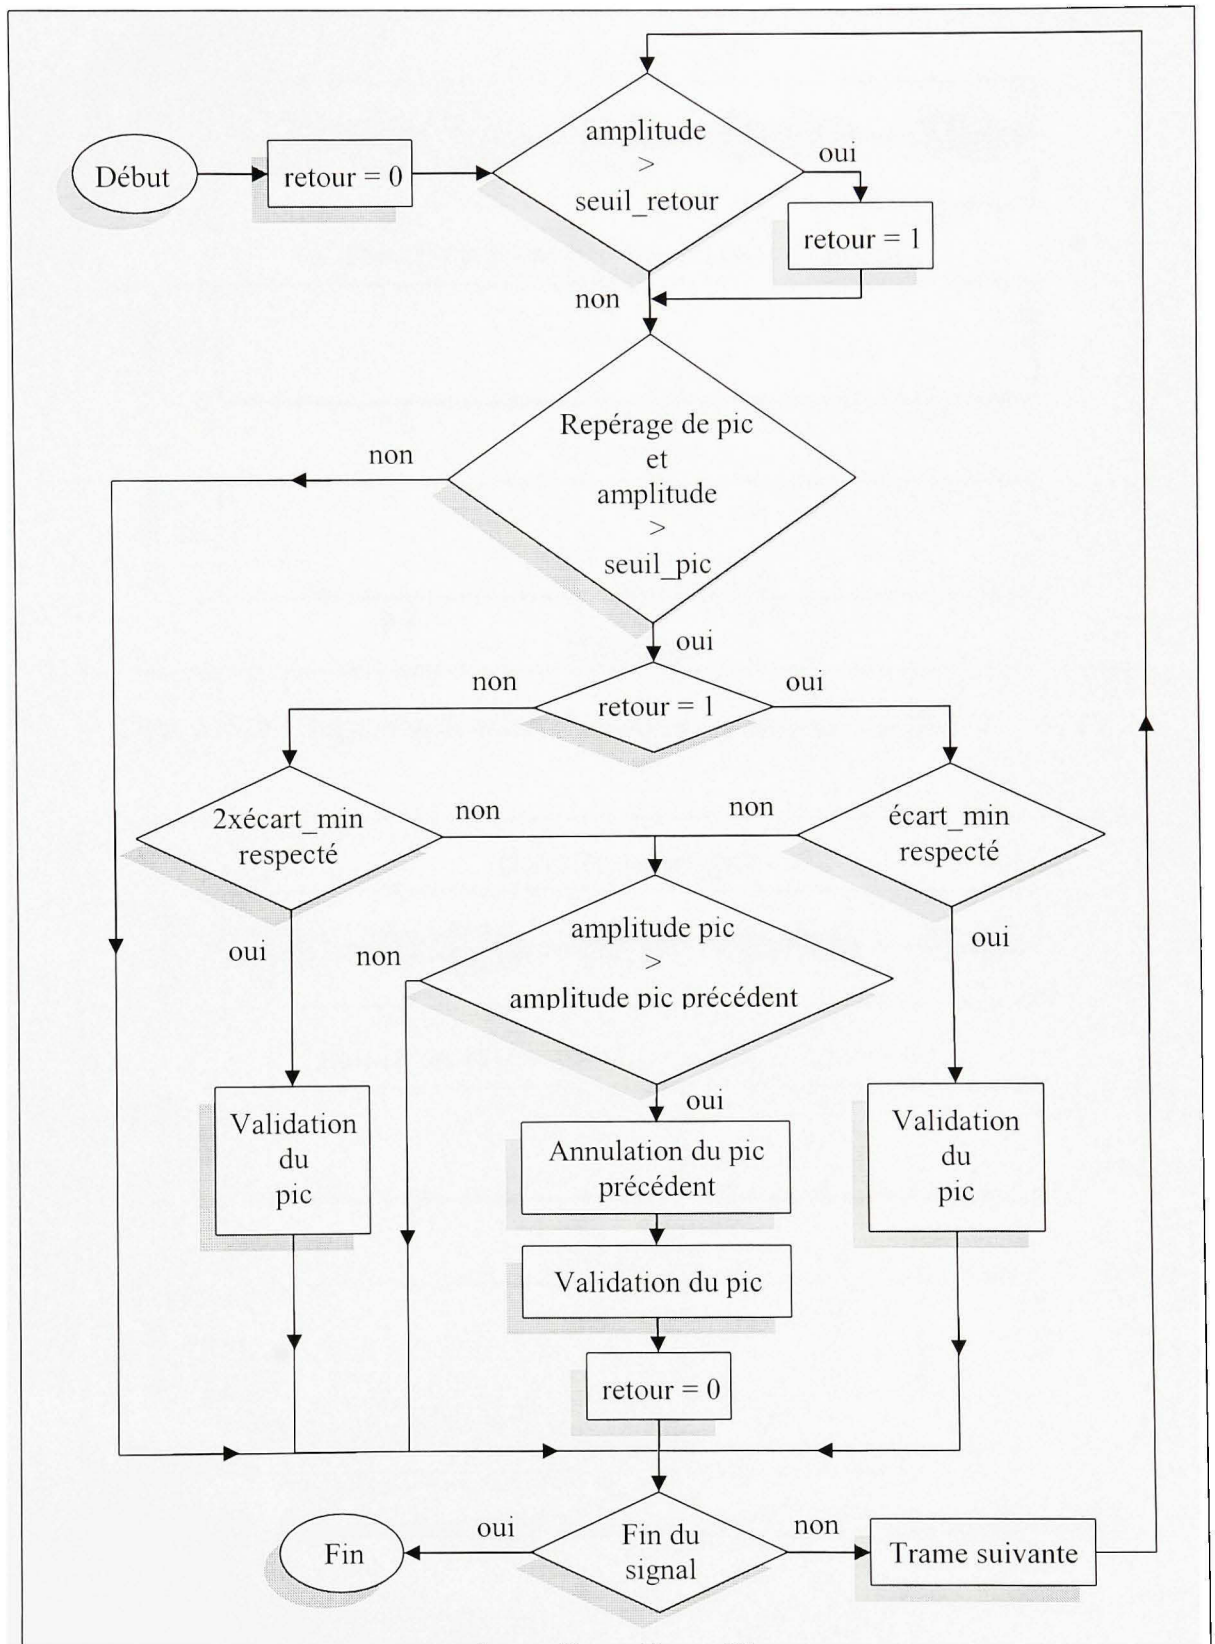 amplitude
>
seuil_retour
oui
Début
retour = 0
retour = 1
non
Repérage de pic
et
amplitude
>
seuil_pic
non
oui
non
retour = 1
oui
2xécart_min
respecté
non
non
écart_min
respecté
oui
non
amplitude pic
>
amplitude pic précédent
oui
Validation
du
pic
oui
Annulation du pic
précédent
Validation
du
pic
Validation du pic
retour = 0
Fin
oui
Fin du
signal
non
Trame suivante